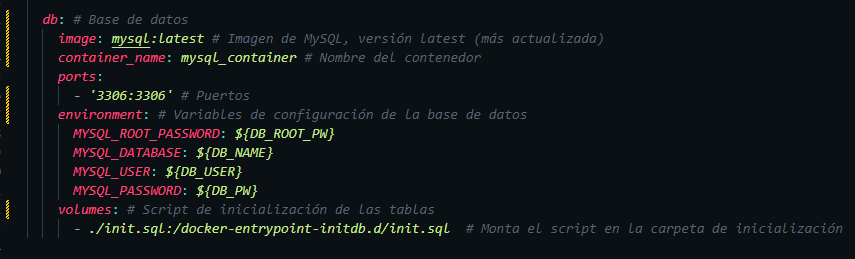 db: # Base de datos
image: mysql:latest # Imagen de MySQL, versión latest (más actualizada)
container_name: mysql_container # Nombre del contenedor
ports:
- '3306:3306' # Puertos
environment: # Variables de configuración de la base de datos
MYSQL_ROOT_PASSWORD: ${DB_ROOT_PW}
MYSQL_DATABASE: ${DB_NAME}
MYSQL_USER: ${DB_USER}
MYSQL_PASSWORD: ${DB_PW}
volumes: # Script de inicialización de las tablas
- ./init.sql:/docker-entrypoint-initdb.d/init.sql # Monta el script en la carpeta de inicialización